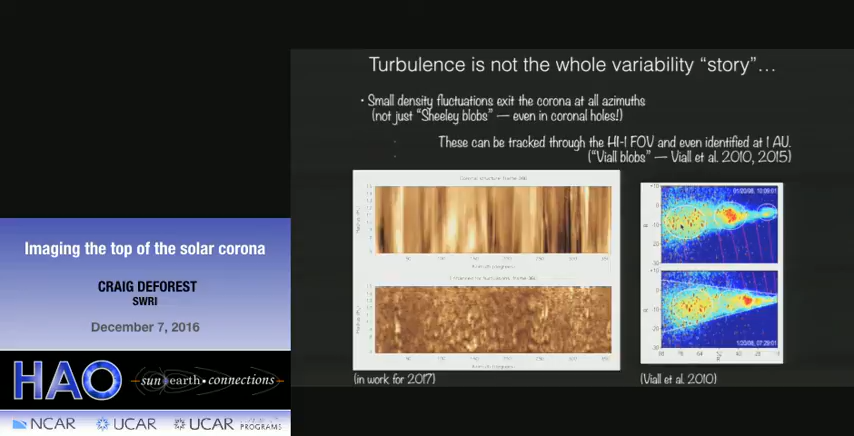 Turbulence is not the whole variability “story”…
• Small density fluctuations exit the corona at all azimuths
(not just “Sheeley blobs” — even in coronal holes!)
These can be tracked through the HI-1 FOV and even identified at 1 AU.
(“Viall blobs” — Viall et al. 2010, 2015)
(in work for 2017)
(Viall et al. 2010)
Imaging the top of the solar corona
CRAIG DEFOREST
SWRI
December 7, 2016
HAO
sun earth • connections
NCAR
UCAR
UCAR
PROGRAMS